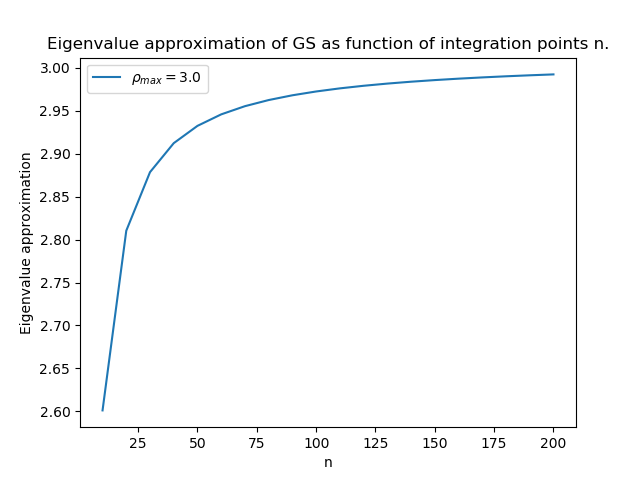 Eigenvalue approximation of GS as function of integration points n.
ρmax = 3.0
3.00
2.95
2.90
2.85
2.80
2.75
2.70
2.65
2.60
Eigenvalue approximation
25 50 75 100 125 150 175 200
n